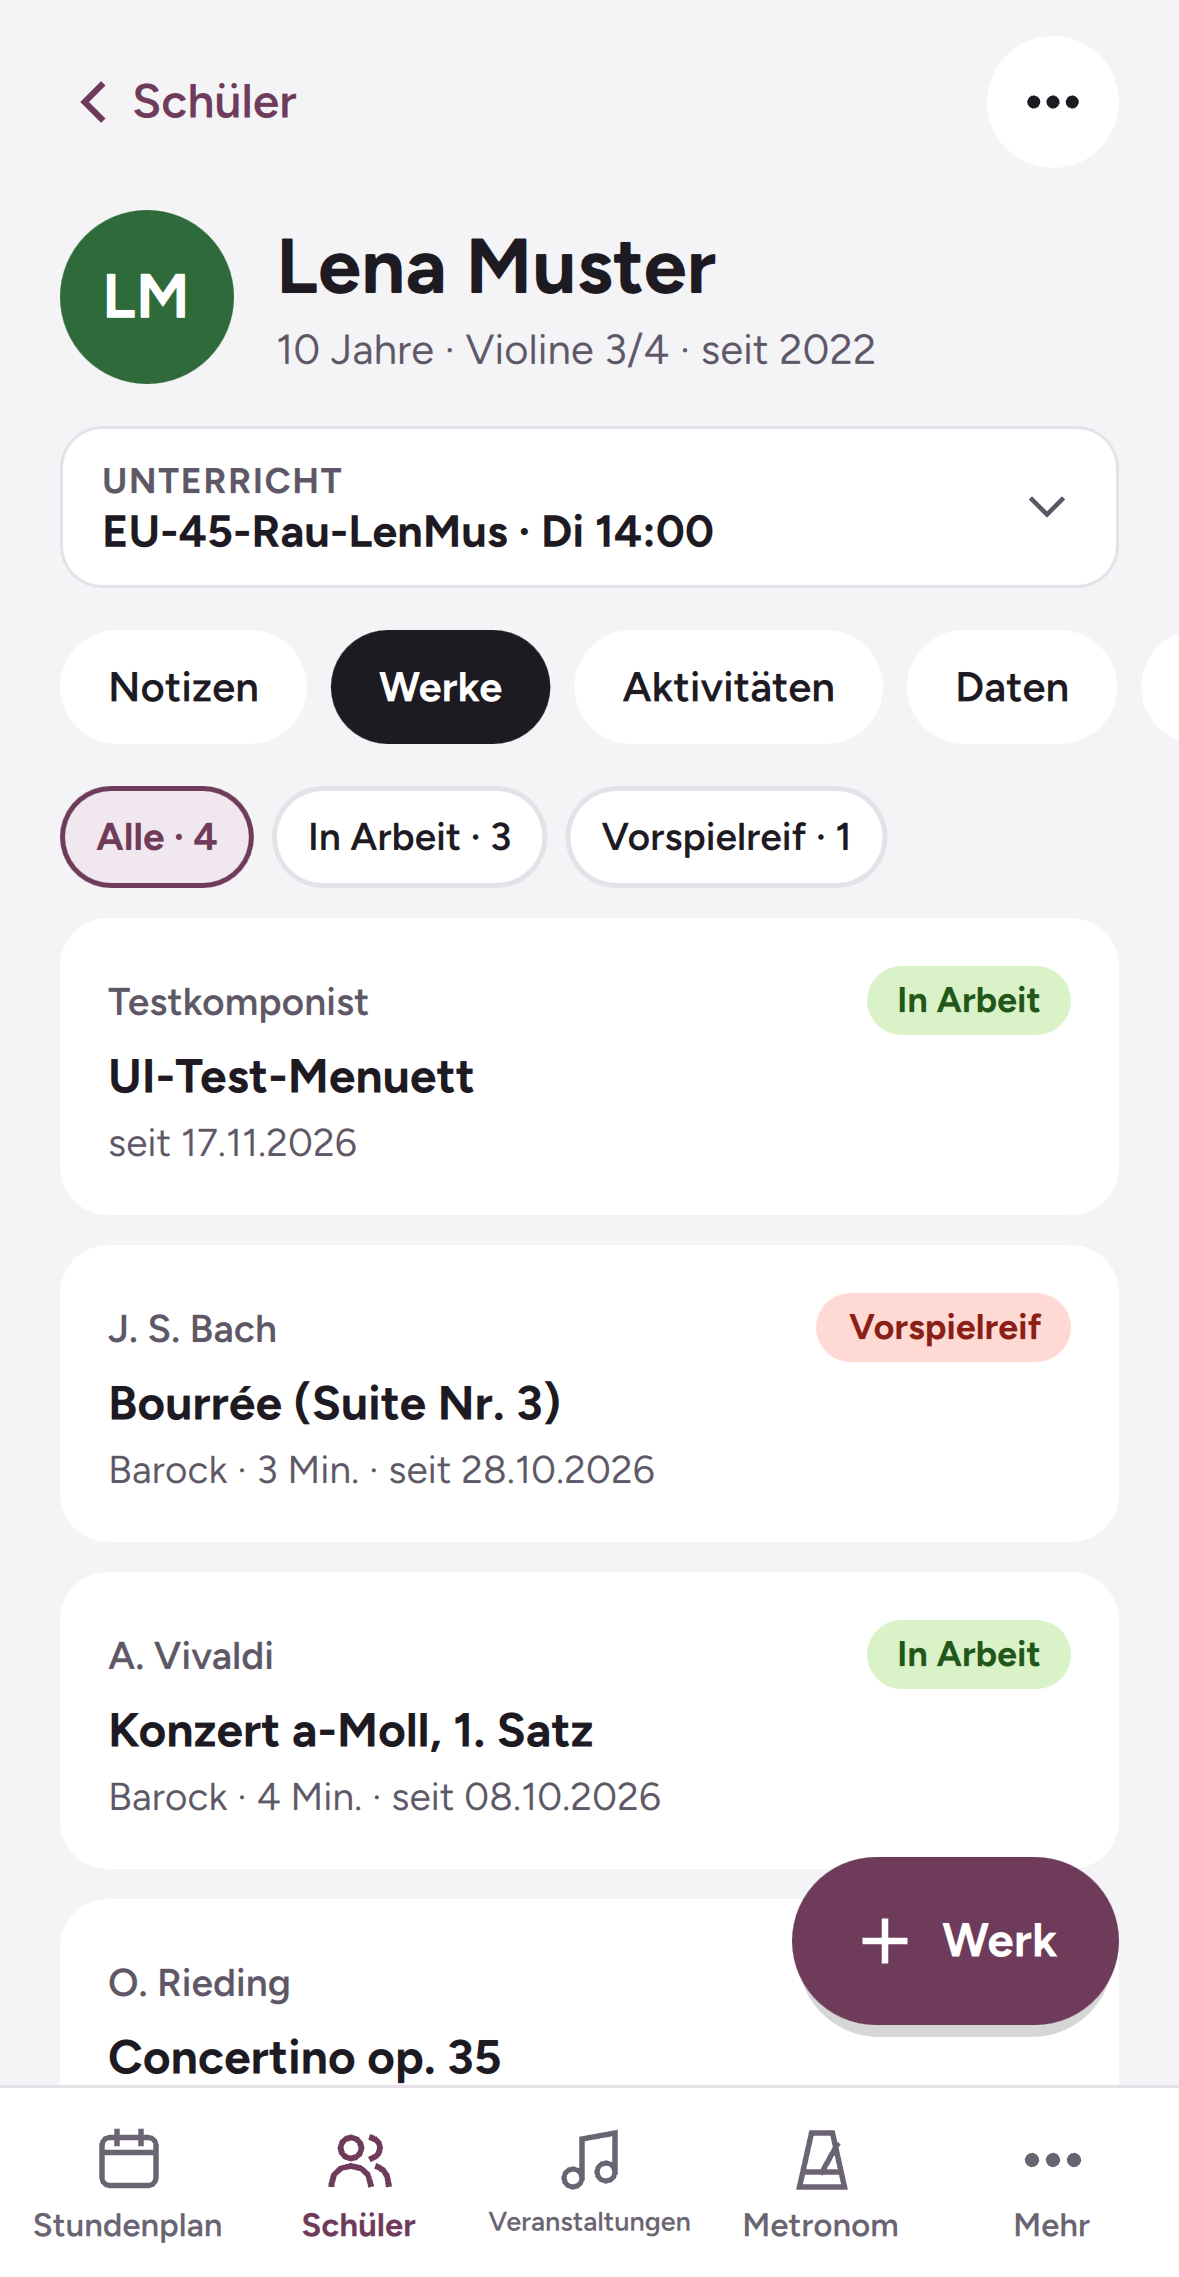 Schüler
LM
Lena Muster
10 Jahre · Violine 3/4 · seit 2022
UNTERRICHT
EU-45-Rau-LenMus · Di 14:00
Notizen Werke Aktivitäten Daten
Alle · 4 In Arbeit · 3 Vorspielreif · 1
Testkomponist In Arbeit
UI-Test-Menuett
seit 17.11.2026
J. S. Bach Vorspielreif
Bourrée (Suite Nr. 3)
Barock · 3 Min. · seit 28.10.2026
A. Vivaldi In Arbeit
Konzert a-Moll, 1. Satz
Barock · 4 Min. · seit 08.10.2026
+ Werk
O. Rieding
Concertino op. 35
Stundenplan Schüler Veranstaltungen Metronom Mehr